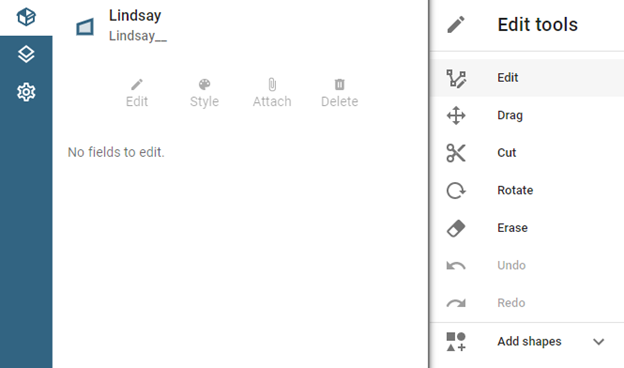 Lindsay
Lindsay__
Edit Style Attach Delete
No fields to edit.
Edit tools
Edit
Drag
Cut
Rotate
Erase
Undo
Redo
Add shapes